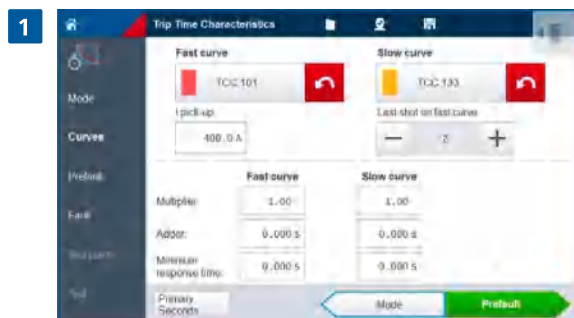 1
Trip Time Characteristics
Fast curve
Slow curve
TCC 101
TCC 133
Mode
I pick-up
Last shot on fast curve
Curves
400.0 A
2
Prefault
Fast curve
Slow curve
Fault
Multiplier:
1.00
1.00
Adder:
0.000 s
0.000 s
Minimum
response time:
0.000 s
0.000 s
Test
Primary
Seconds
Mode
Prefault